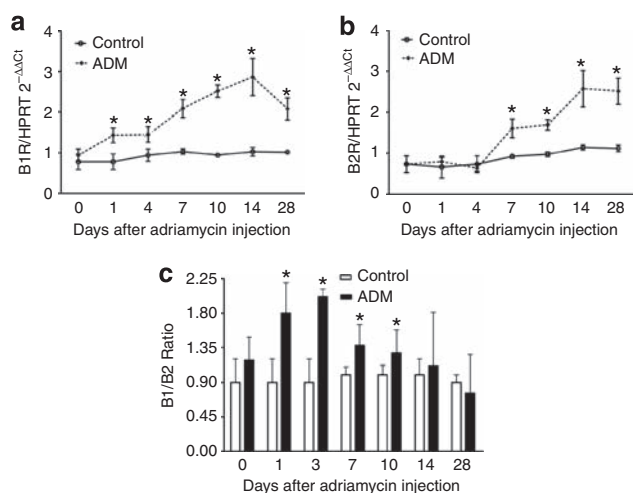 a
Control
ADM
B1R/HPRT 2−ΔΔCt
4
3
2
1
0
* * * * * *
0 1 4 7 10 14 28
Days after adriamycin injection
b
Control
ADM
B2R/HPRT 2−ΔΔCt
4
3
2
1
0
* * * *
0 1 4 7 10 14 28
Days after adriamycin injection
c
Control
ADM
B1/B2 Ratio
2.25
1.80
1.35
0.90
0.45
0.00
* * * *
0 1 3 7 10 14 28
Days after adriamycin injection